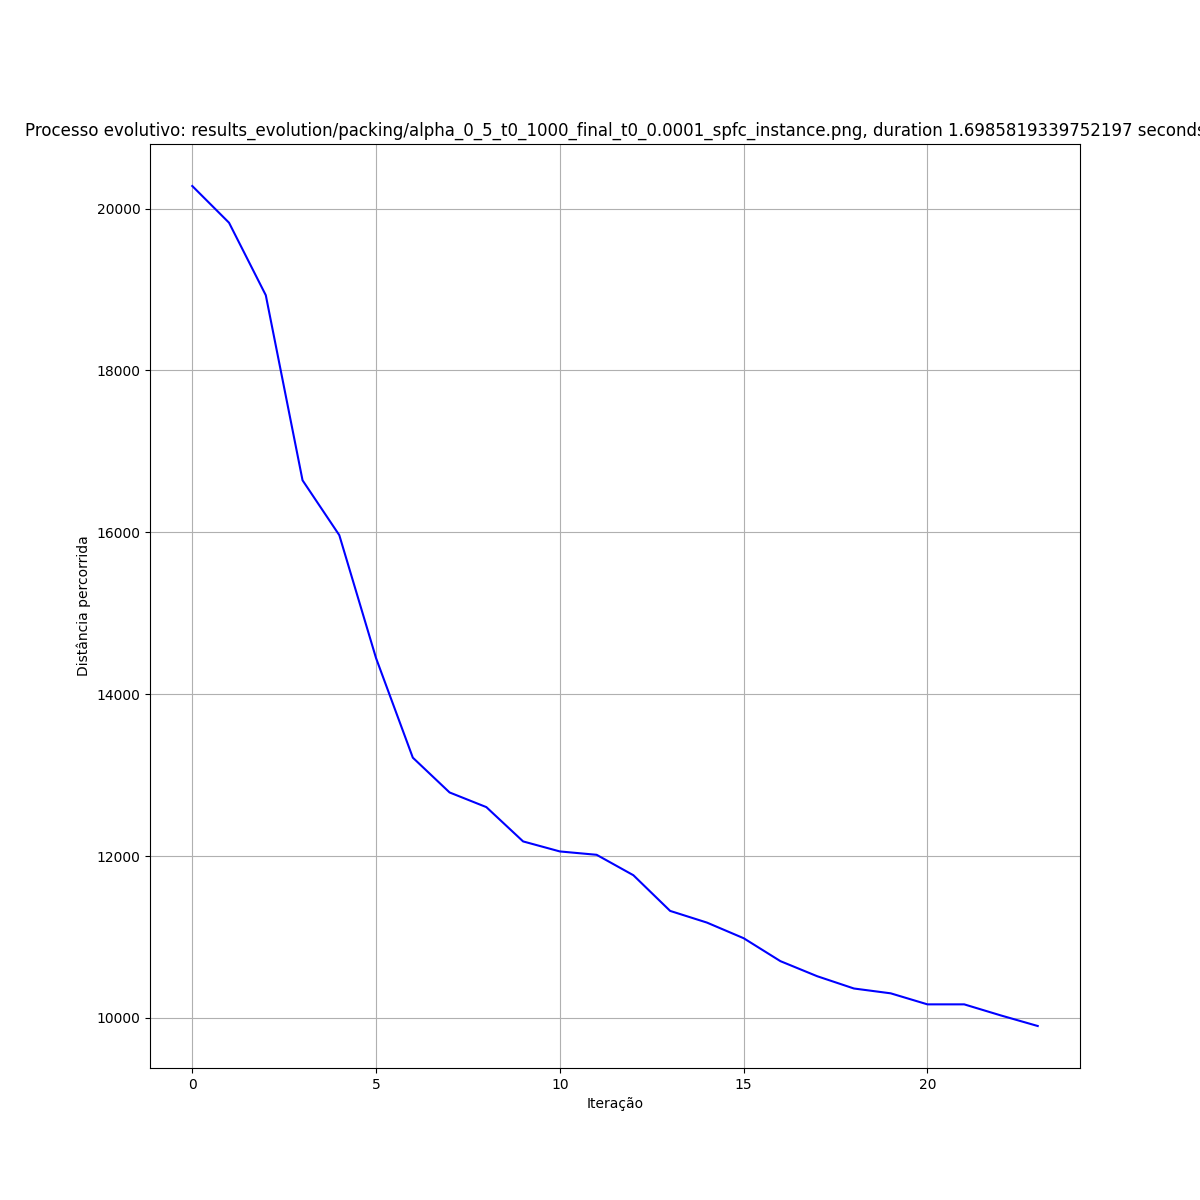 Processo evolutivo: results_evolution/packing/alpha_0_5_t0_1000_final_t0_0.0001_spfc_instance.png, duration 1.6985819339752197 seconds
20000
18000
16000
14000
12000
10000
Distância percorrida
0 5 10 15 20
Iteração